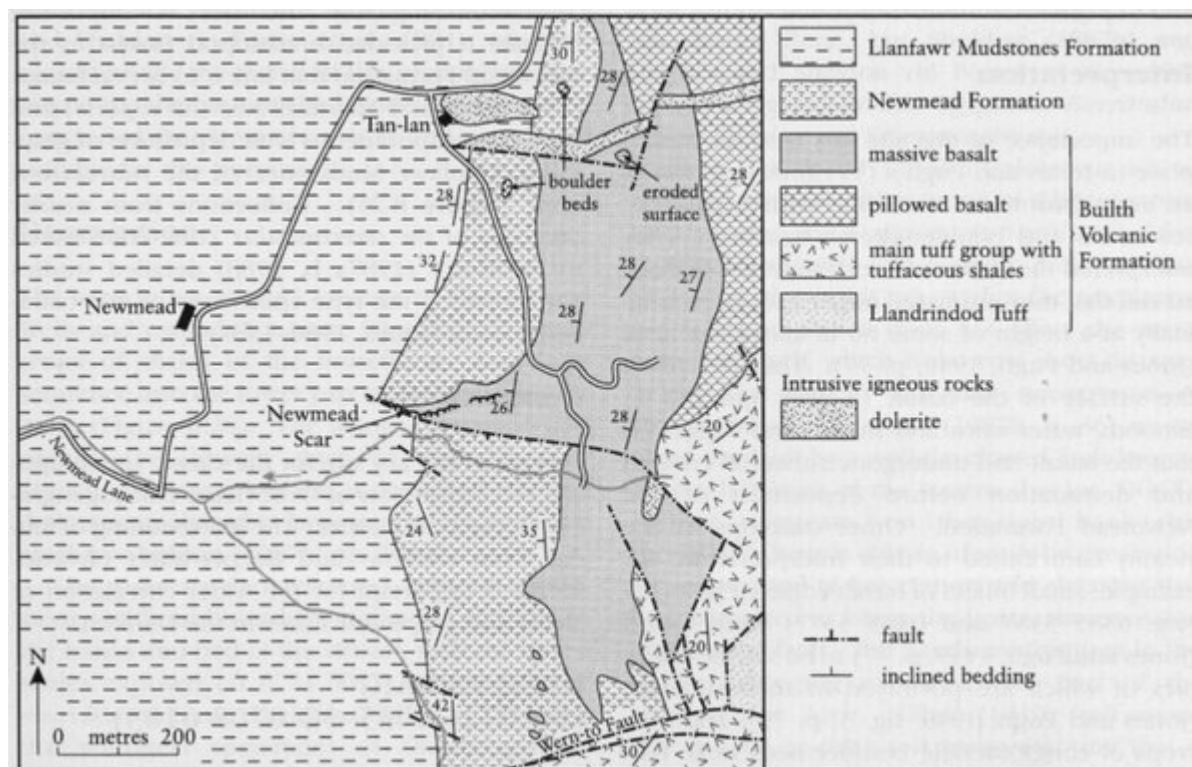 30
28
Tan-lan
boulder
beds
eroded
surface
28
28
32
28
27
Newmead
28
Newmead
Scar
26
28
20
Newmead Lane
24
35
28
20
42
Wern-to Fault
30
N
0 metres 200
Llanfawr Mudstones Formation
Newmead Formation
massive basalt
pillowed basalt
main tuff group with
tuffaceous shales
Llandrindod Tuff
Builth
Volcanic
Formation
Intrusive igneous rocks
dolerite
fault
inclined bedding